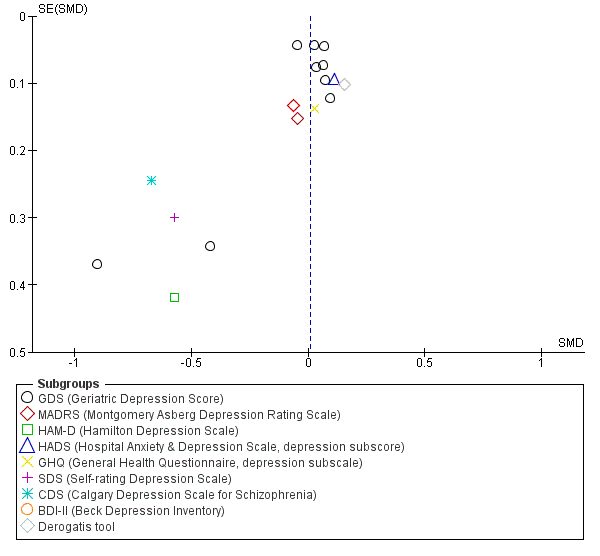 SE(SMD)
0
0.1
0.2
0.3
0.4
0.5
-1
-0.5
0
0.5
1
SMD
Subgroups
GDS (Geriatric Depression Score)
MADRS (Montgomery Asberg Depression Rating Scale)
HAM-D (Hamilton Depression Scale)
HADS (Hospital Anxiety & Depression Scale, depression subscore)
GHQ (General Health Questionnaire, depression subscale)
SDS (Self-rating Depression Scale)
CDS (Calgary Depression Scale for Schizophrenia)
BDI-II (Beck Depression Inventory)
Derogatis tool